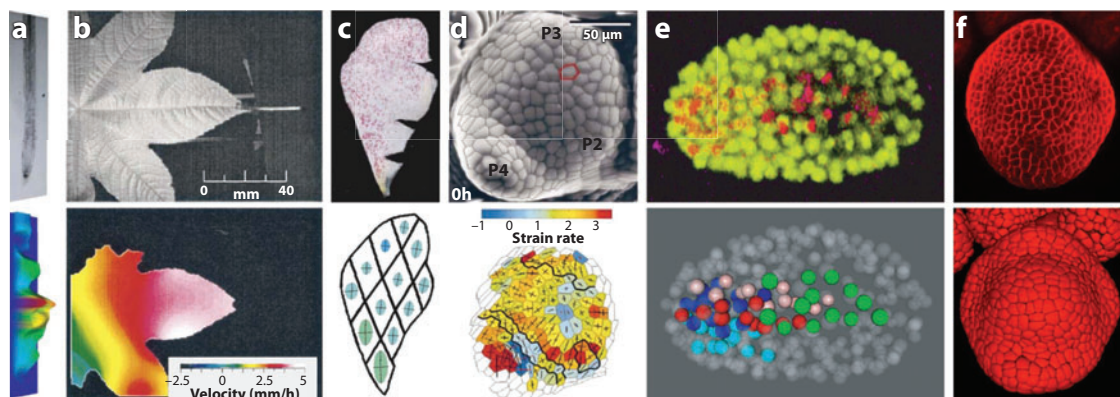 a
b
c
d
e
f
P3
50 µm
P2
P4
0h
0
mm
40
−1 0 1 2 3
Strain rate
−2.5 0 2.5 5
Velocity (mm/h)